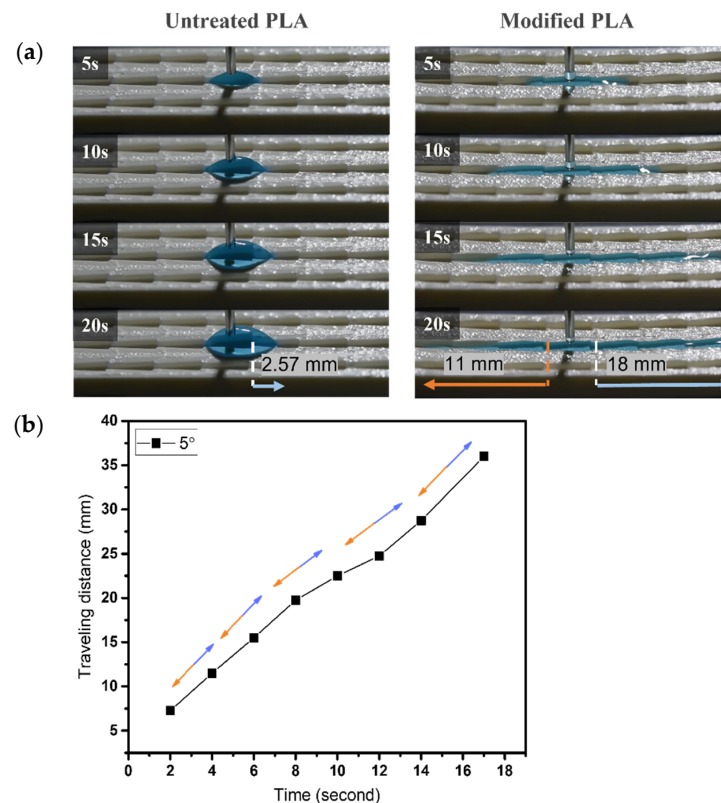 (a)
Untreated PLA
Modified PLA
5s
10s
15s
20s
2.57 mm
5s
10s
15s
20s
11 mm
18 mm
(b)
40
35
30
25
20
15
10
5
5°
Traveling distance (mm)
0 2 4 6 8 10 12 14 16 18
Time (second)